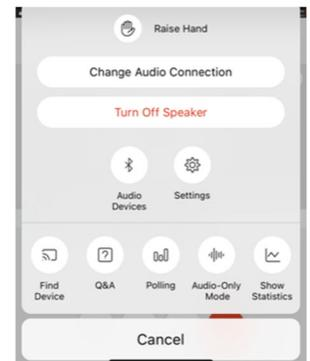 Raise Hand
Change Audio Connection
Turn Off Speaker
Audio
Devices
Settings
Find
Device
Q&A
Polling
Audio-Only
Mode
Show
Statistics
Cancel